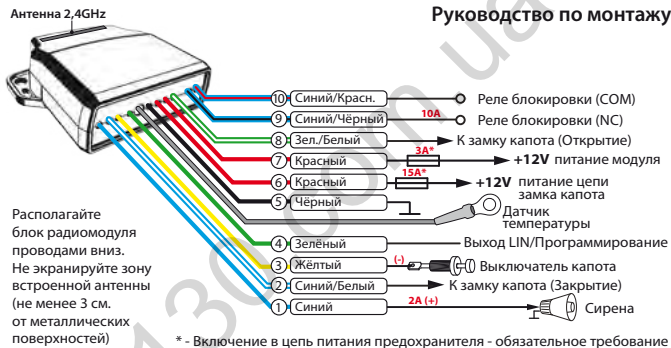 Антенна 2,4GHz
Руководство по монтажу
10 Синий/Красн. Реле блокировки (COM)
9 Синий/Чёрный 10A Реле блокировки (NC)
8 Зел./Белый К замку капота (Открытие)
7 Красный 3A* +12V питание модуля
6 Красный 15A* +12V питание цепи
замка капота
5 Чёрный
Датчик
температуры
4 Зелёный Выход LIN/Программирование
3 Жёлтый (-) Выключатель капота
2 Синий/Белый К замку капота (Закрытие)
1 Синий 2A (+) Сирена
Располагайте
блок радиомодуля
проводами вниз.
Не экранируйте зону
встроенной антенны
(не менее 3 см.
от металлических
поверхностей)
* - Включение в цепь питания предохранителя - обязательное требование
130.com.ua